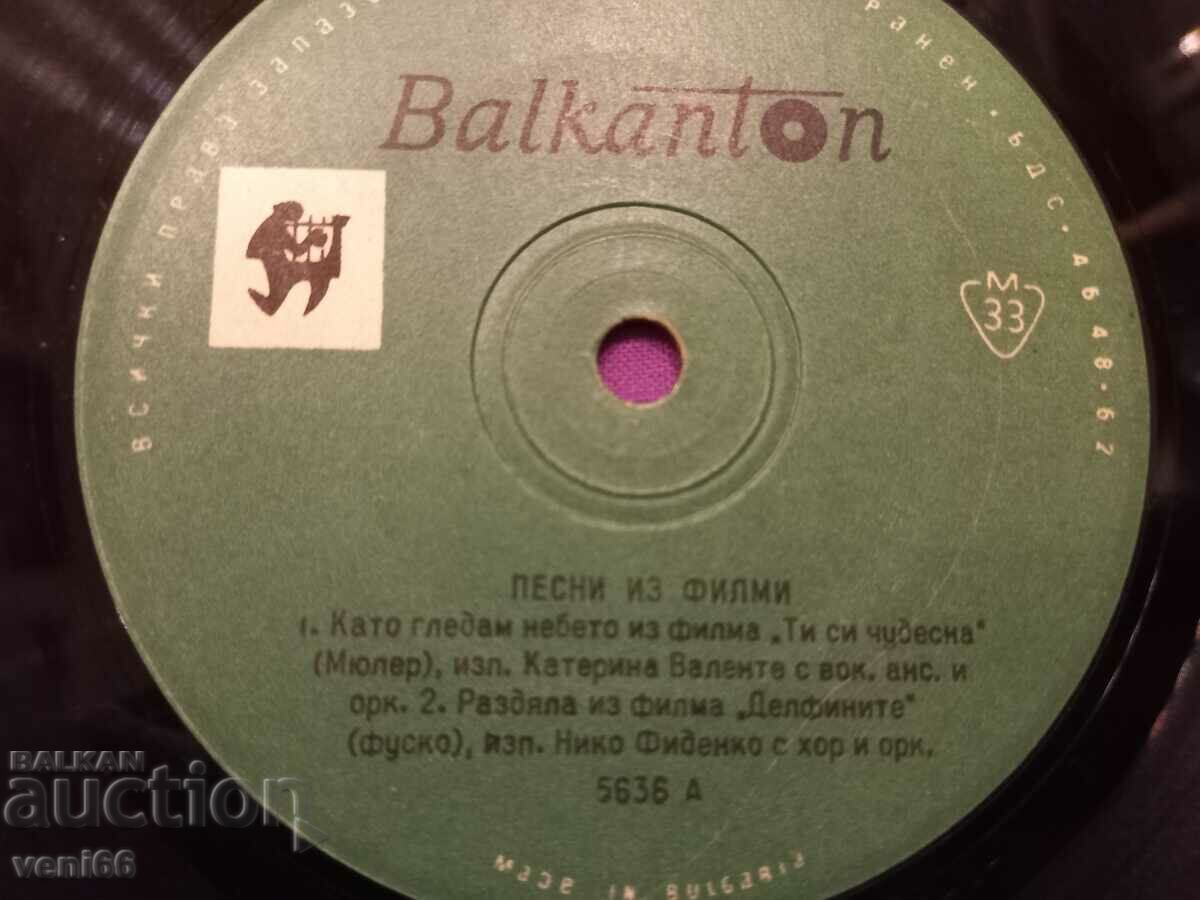 ВСИЧКИ ПРАВА ЗАПАЗ
РАНЕН. БДС. АБ 48-62
Balkanton
М
33
ПЕСНИ ИЗ ФИЛМИ
1. Като гледам небето из филма „Ти си чудесна"
(Мюлер), изп. Катерина Валенте с вок. анс. и
орк. 2. Раздяла из филма „Делфините"
(Фуско), изп. Нико Фиденко с хор и орк.
5636 А
MADE IN BULGARIA
BALKAN
auction
veni66